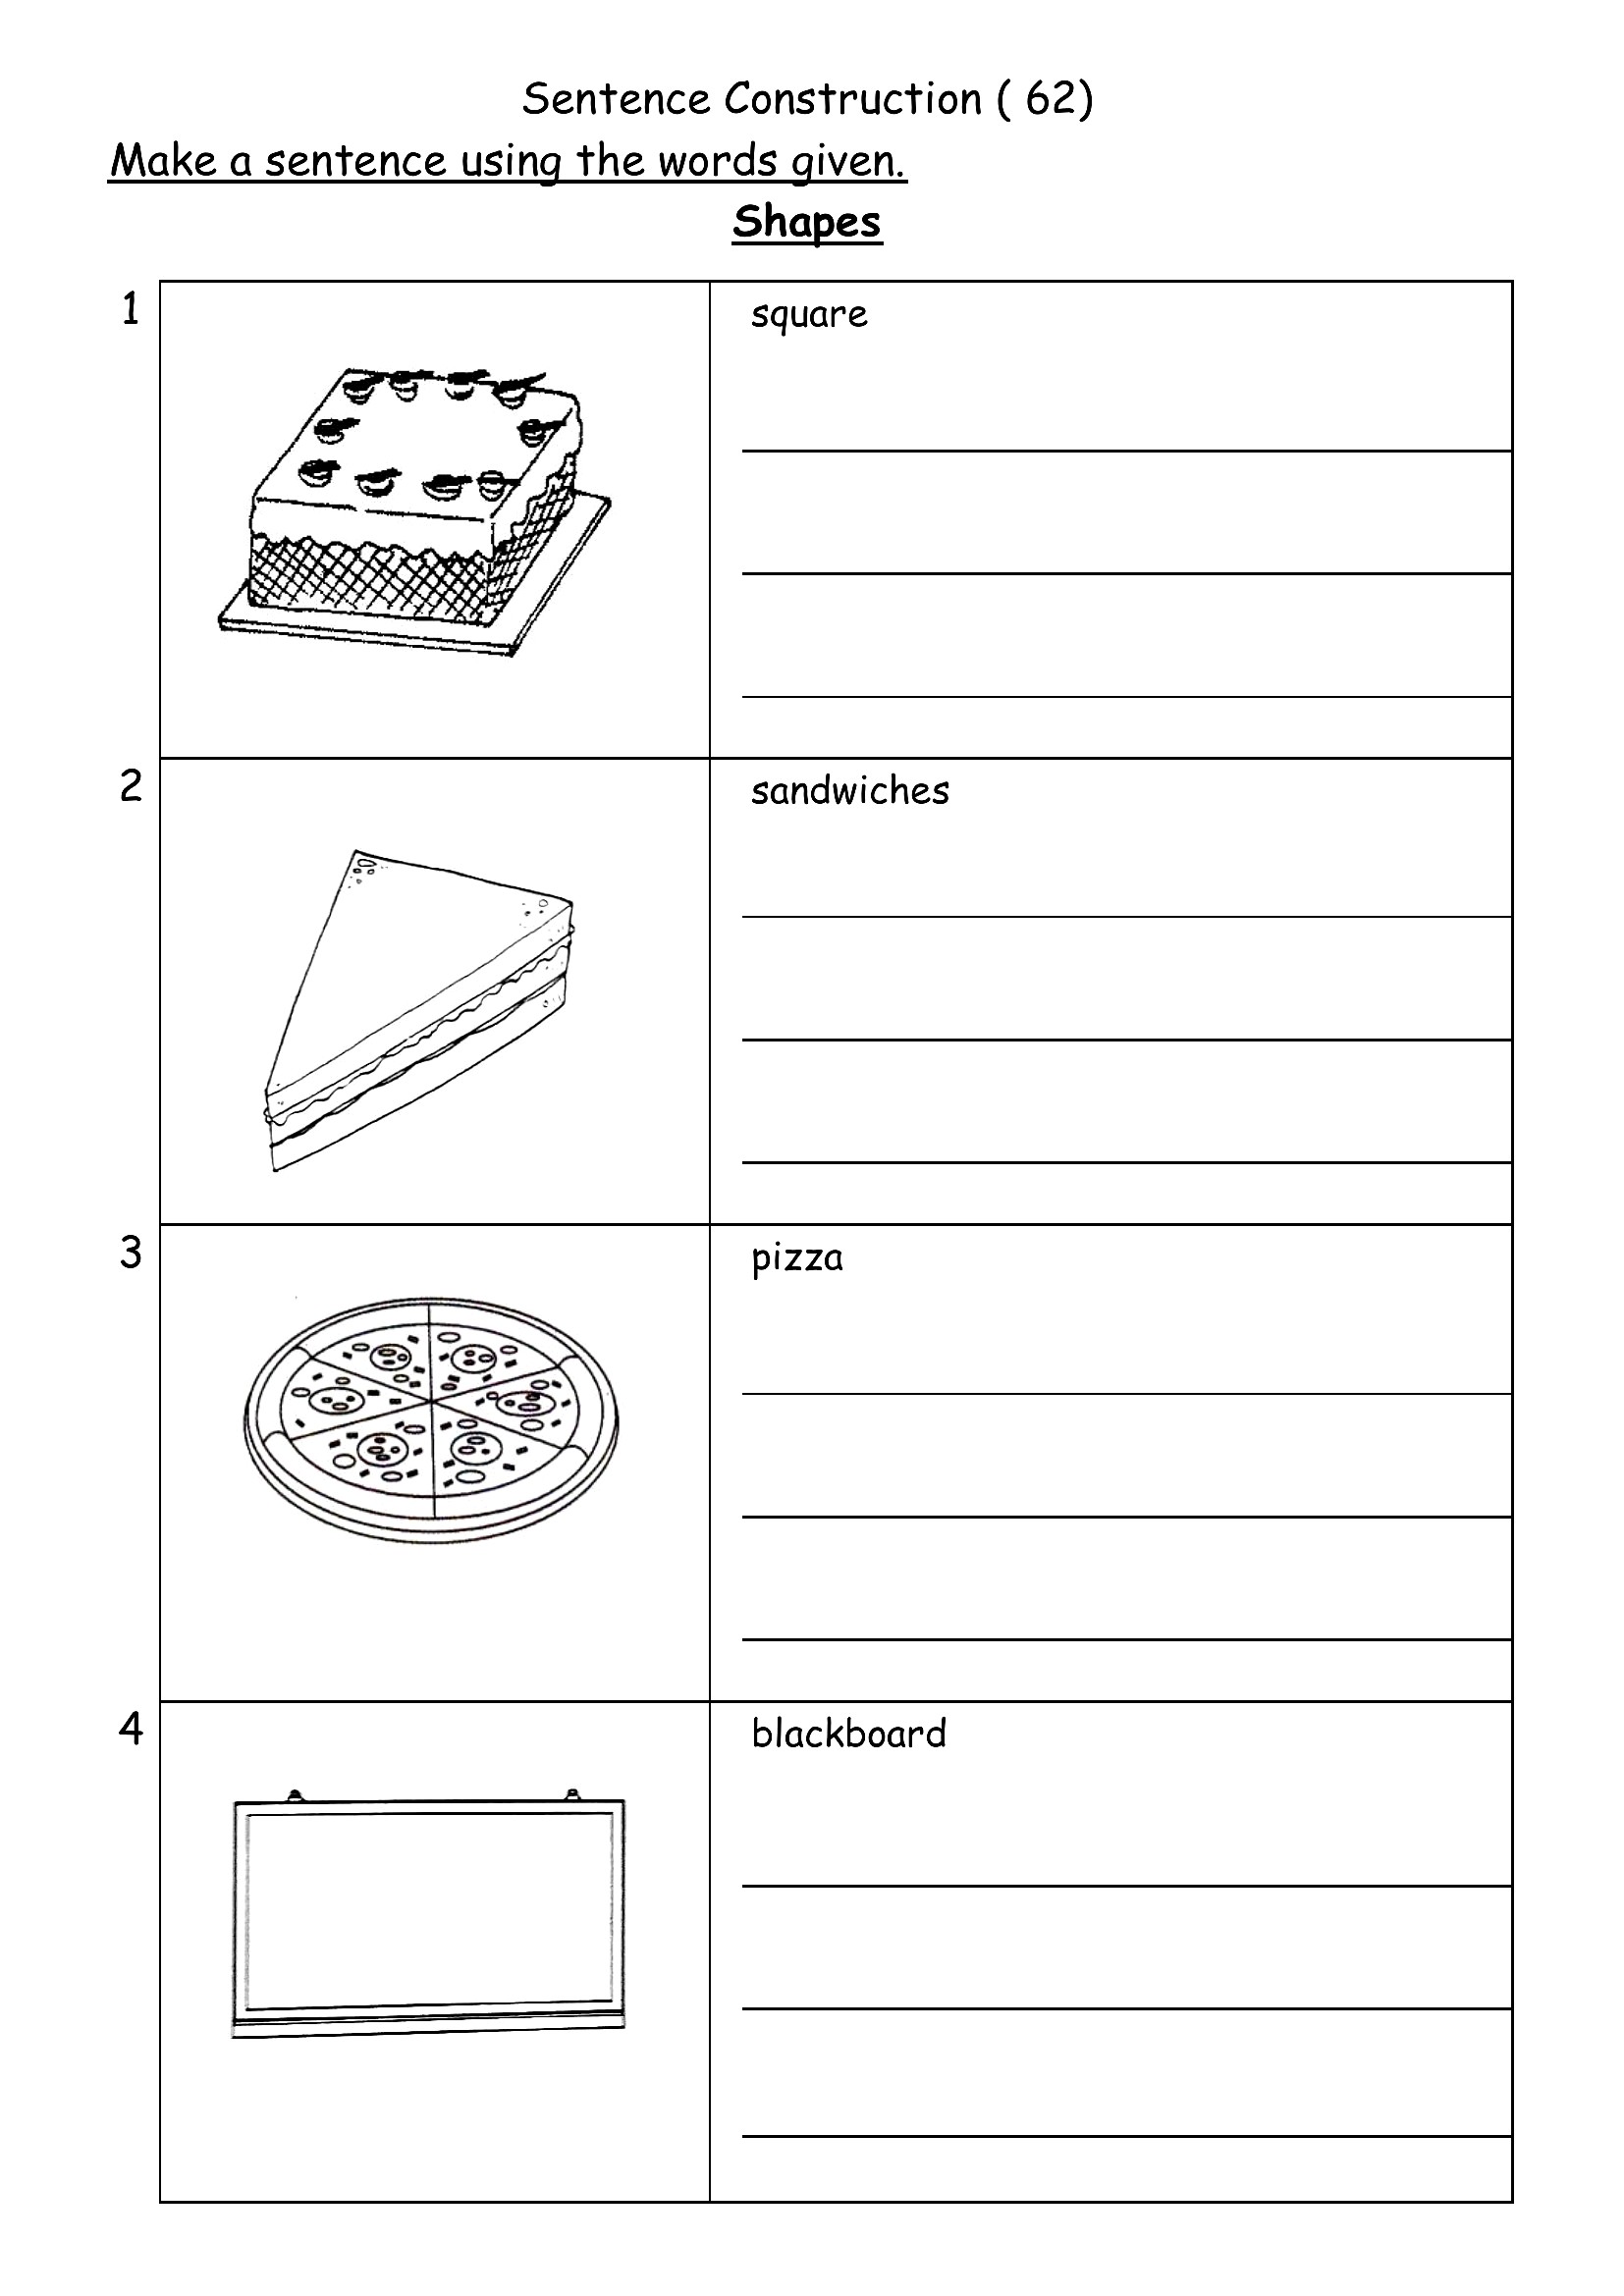 Sentence Construction ( 62)
Make a sentence using the words given.
Shapes
1
square
2
sandwiches
3
pizza
4
blackboard